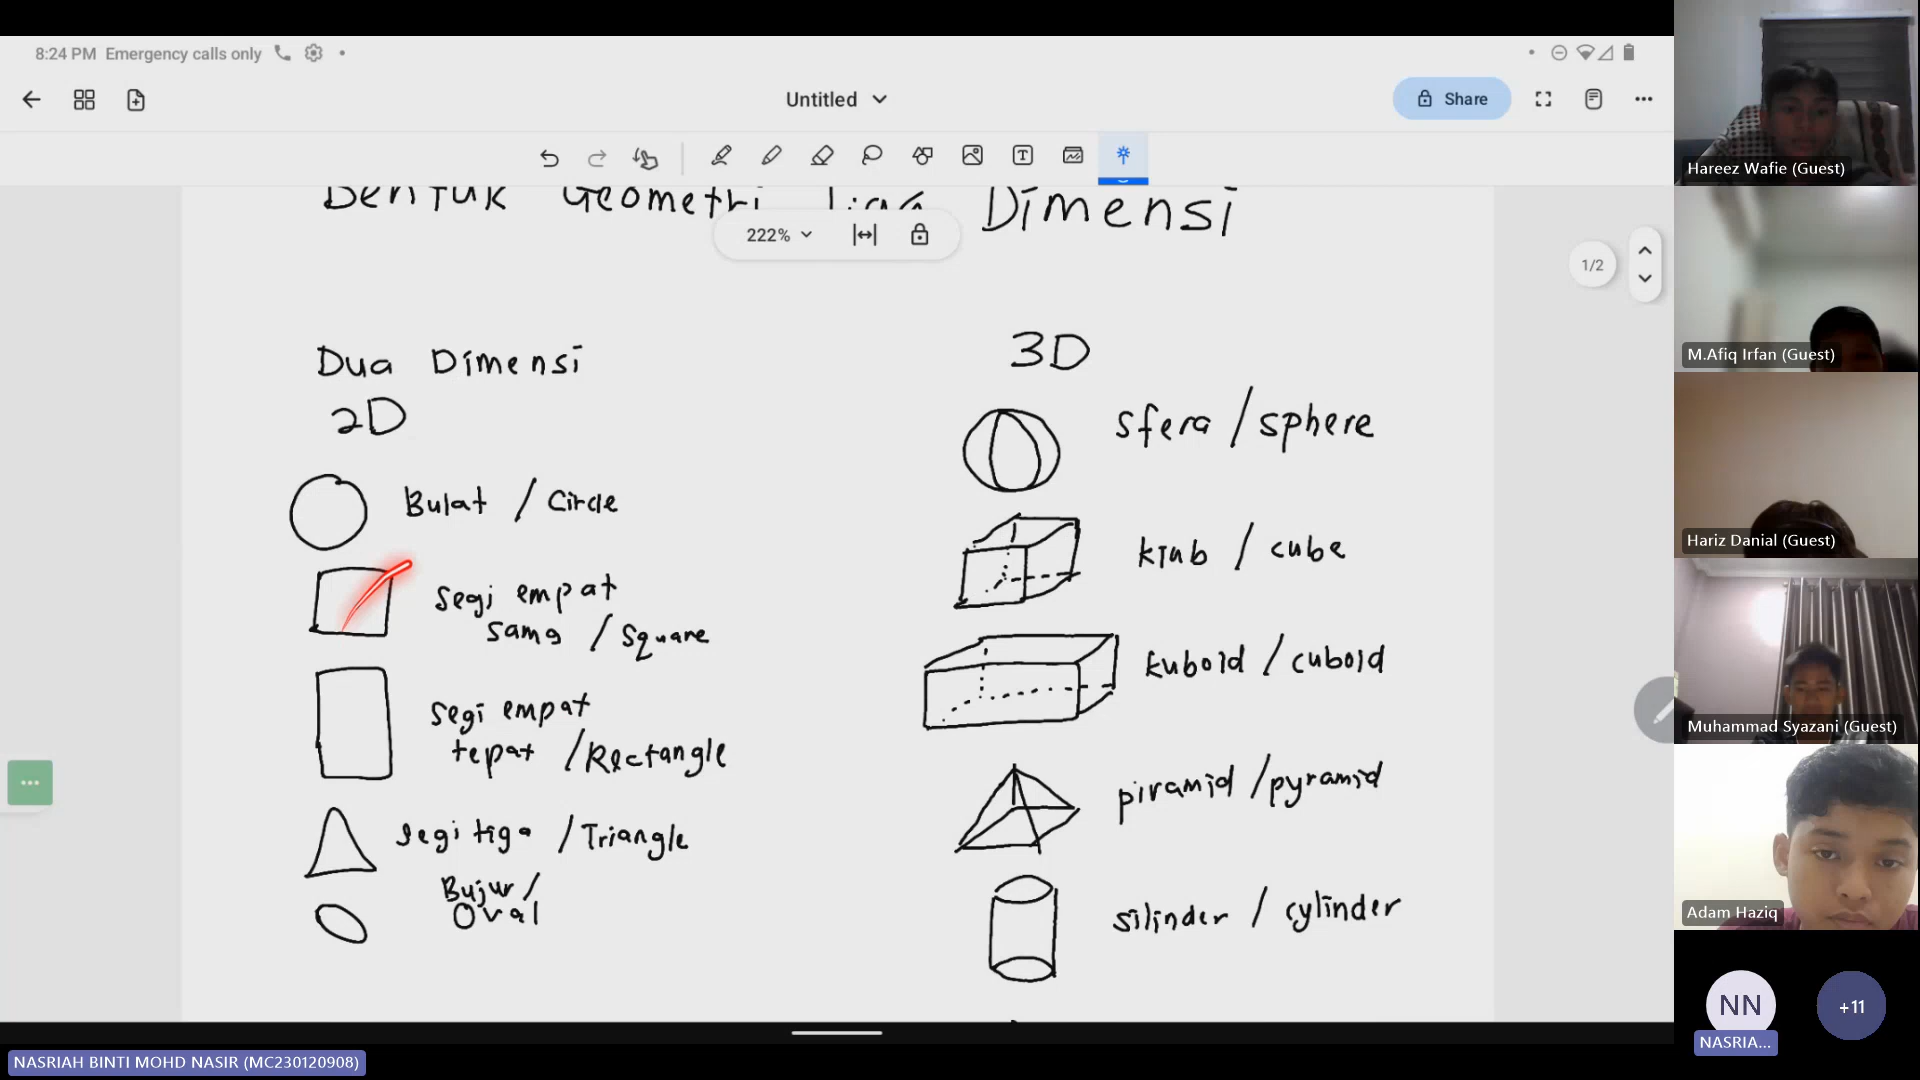 8:24 PM Emergency calls only
Untitled
Share
Bentuk Geometri Tiga Dimensi
222%
1/2
Dua Dimensi
2D
Bulat / Circle
Segi empat
sama / Square
Segi empat
tepat / Rectangle
segi tiga / Triangle
Bujur /
Oval
3D
sfera / sphere
kiub / cube
kuboid / cuboid
piramid / pyramid
silinder / cylinder
Hareez Wafie (Guest)
M.Afiq Irfan (Guest)
Hariz Danial (Guest)
Muhammad Syazani (Guest)
Adam Haziq
NN
NASRIA...
+11
NASRIAH BINTI MOHD NASIR (MC230120908)